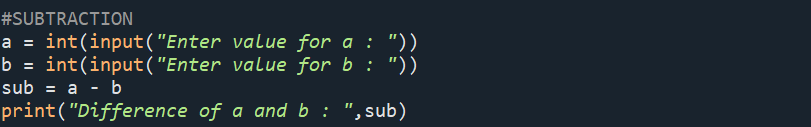 #SUBTRACTION
a = int(input("Enter value for a : "))
b = int(input("Enter value for b : "))
sub = a - b
print("Difference of a and b : ",sub)